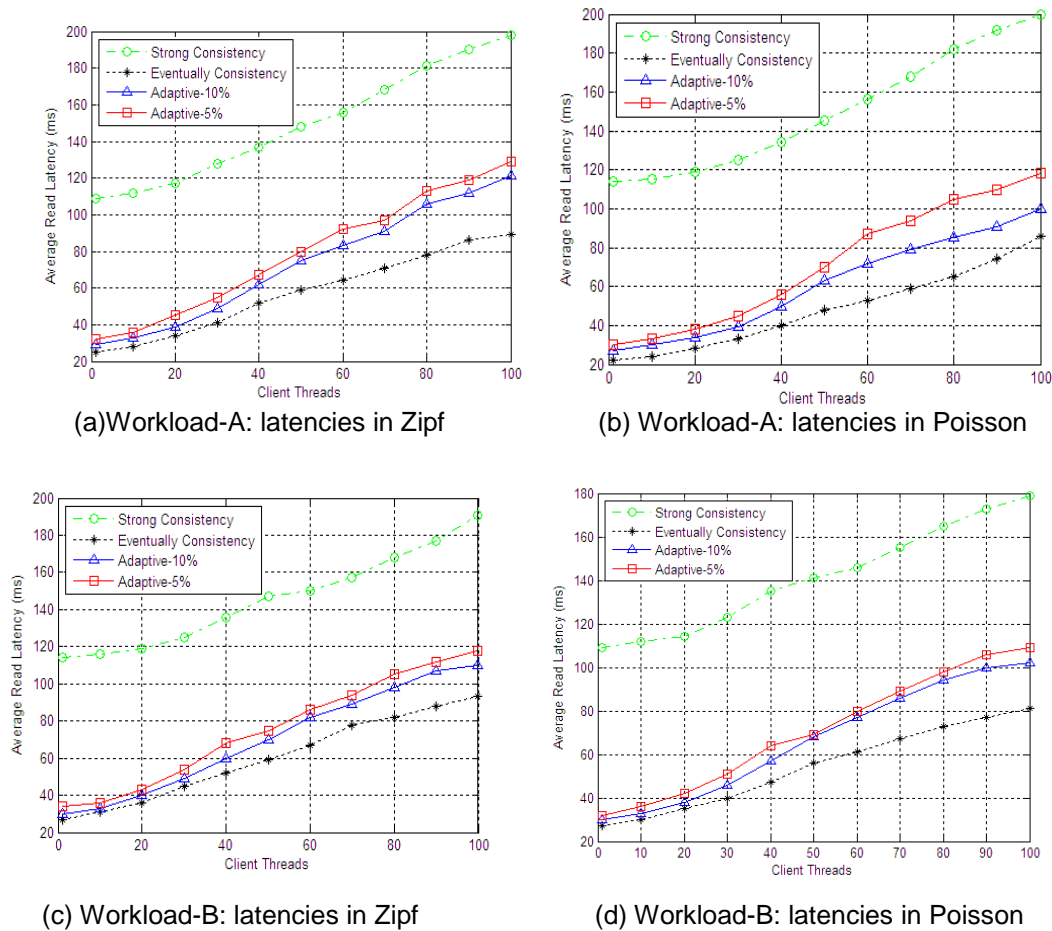 200
180
160
140
120
100
80
60
40
20
Average Read Latency (ms)
Strong Consistency
Eventually Consistency
Adaptive-10%
Adaptive-5%
0 20 40 60 80 100
Client Threads
(a)Workload-A: latencies in Zipf
200
180
160
140
120
100
80
60
40
20
Average Read Latency (ms)
Strong Consistency
Eventually Consistency
Adaptive-10%
Adaptive-5%
0 20 40 60 80 100
Client Threads
(b) Workload-A: latencies in Poisson
200
180
160
140
120
100
80
60
40
20
Average Read Latency (ms)
Strong Consistency
Eventually Consistency
Adaptive-10%
Adaptive-5%
0 20 40 60 80 100
Client Threads
(c) Workload-B: latencies in Zipf
180
160
140
120
100
80
60
40
20
Average Read Latency (ms)
Strong Consistency
Eventually Consistency
Adaptive-10%
Adaptive-5%
0 10 20 30 40 50 60 70 80 90 100
Client Threads
(d) Workload-B: latencies in Poisson